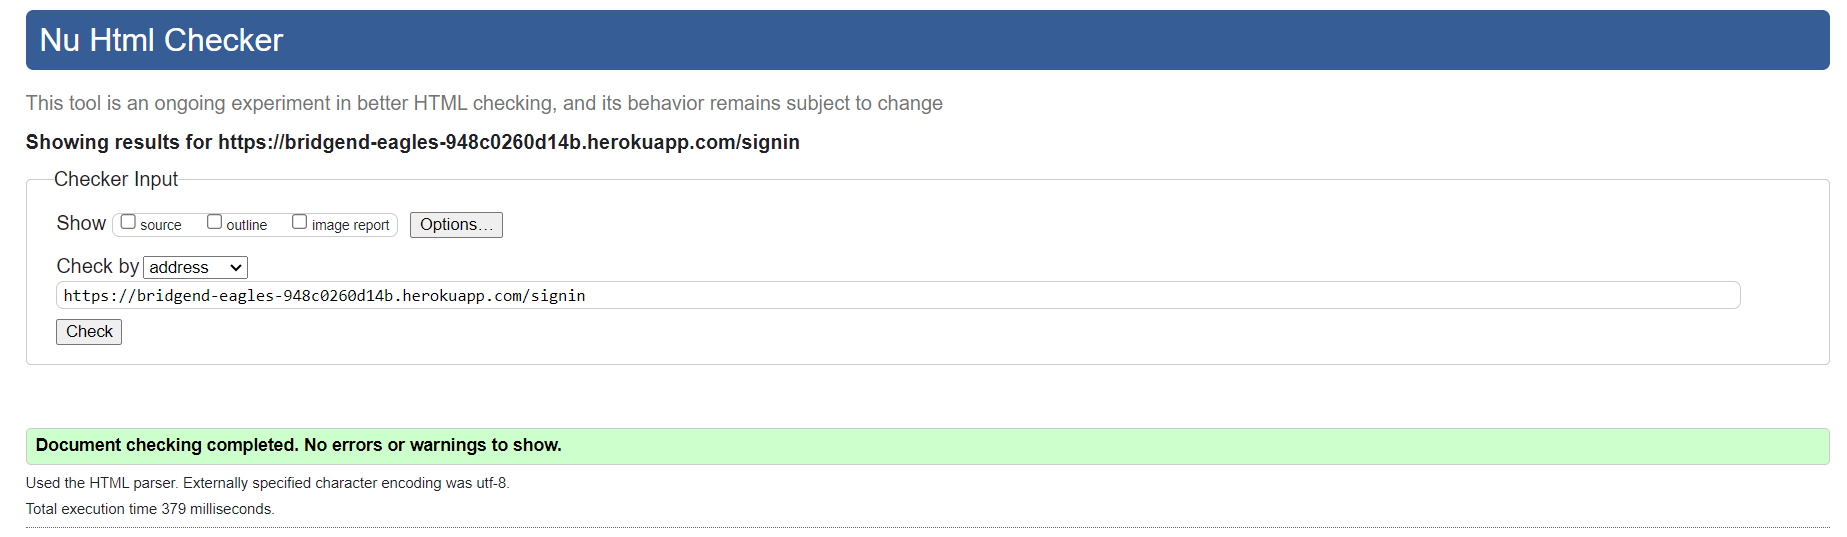 Nu Html Checker
This tool is an ongoing experiment in better HTML checking, and its behavior remains subject to change
Showing results for https://bridgend-eagles-948c0260d14b.herokuapp.com/signin
Checker Input
Show source outline image report Options...
Check by address
https://bridgend-eagles-948c0260d14b.herokuapp.com/signin
Check
Document checking completed. No errors or warnings to show.
Used the HTML parser. Externally specified character encoding was utf-8.
Total execution time 379 milliseconds.